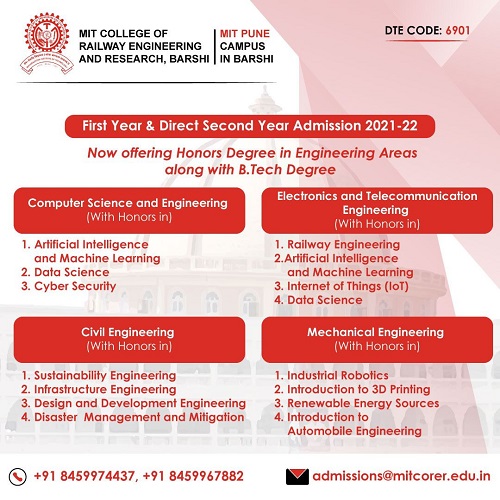 MIT COLLEGE OF
RAILWAY ENGINEERING
AND RESEARCH, BARSHI
MIT PUNE
CAMPUS
IN BARSHI
DTE CODE: 6901
First Year & Direct Second Year Admission 2021-22
Now offering Honors Degree in Engineering Areas
along with B.Tech Degree
Computer Science and Engineering
(With Honors in)
1. Artificial Intelligence
and Machine Learning
2. Data Science
3. Cyber Security
Electronics and Telecommunication
Engineering
(With Honors in)
1. Railway Engineering
2.Artificial Intelligence
and Machine Learning
3. Internet of Things (IoT)
4. Data Science
Civil Engineering
(With Honors in)
1. Sustainability Engineering
2. Infrastructure Engineering
3. Design and Development Engineering
4. Disaster Management and Mitigation
Mechanical Engineering
(With Honors in)
1. Industrial Robotics
2. Introduction to 3D Printing
3. Renewable Energy Sources
4. Introduction to
Automobile Engineering
+91 8459974437, +91 8459967882
admissions@mitcorer.edu.in